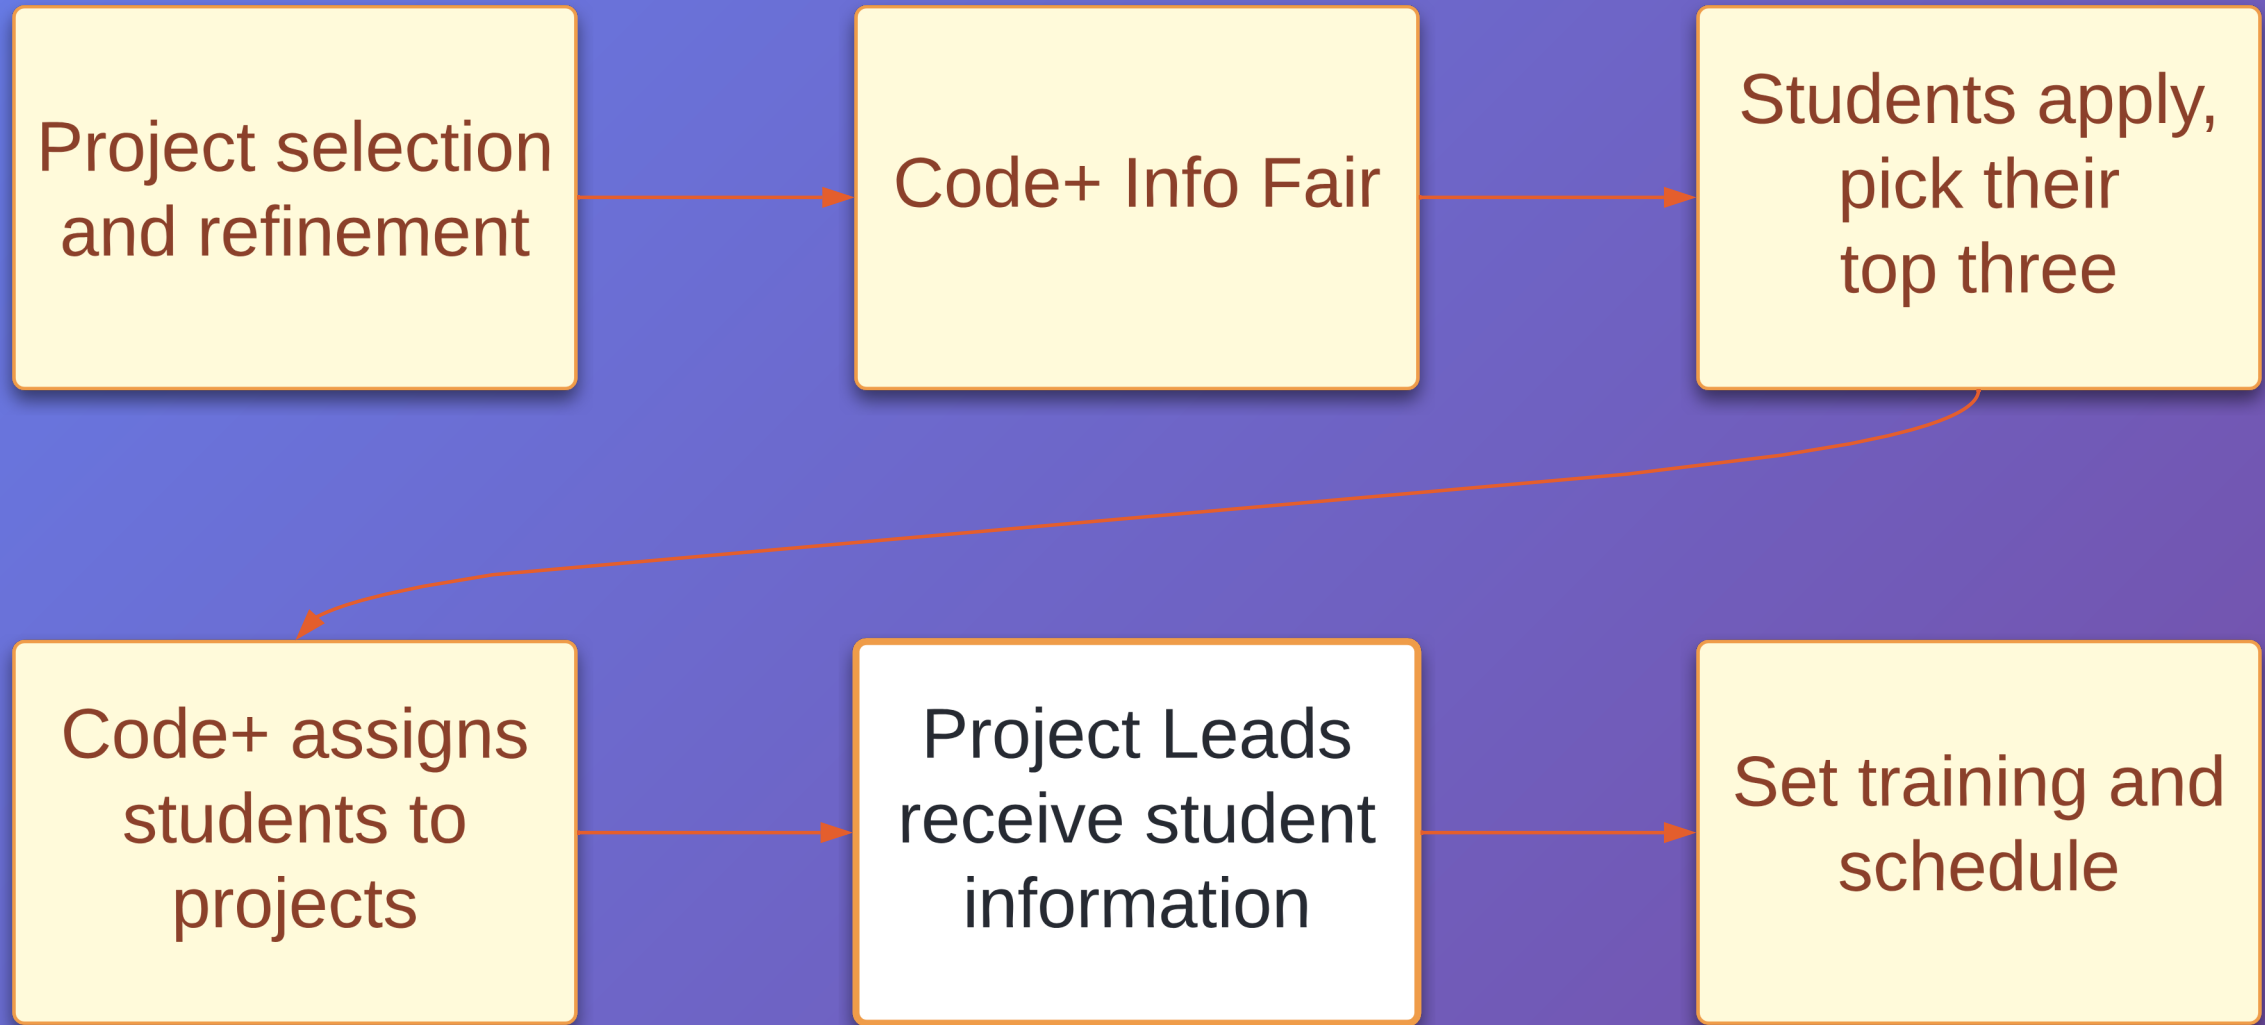 Project selection
and refinement
Code+ Info Fair
Students apply,
pick their
top three
Code+ assigns
students to
projects
Project Leads
receive student
information
Set training and
schedule